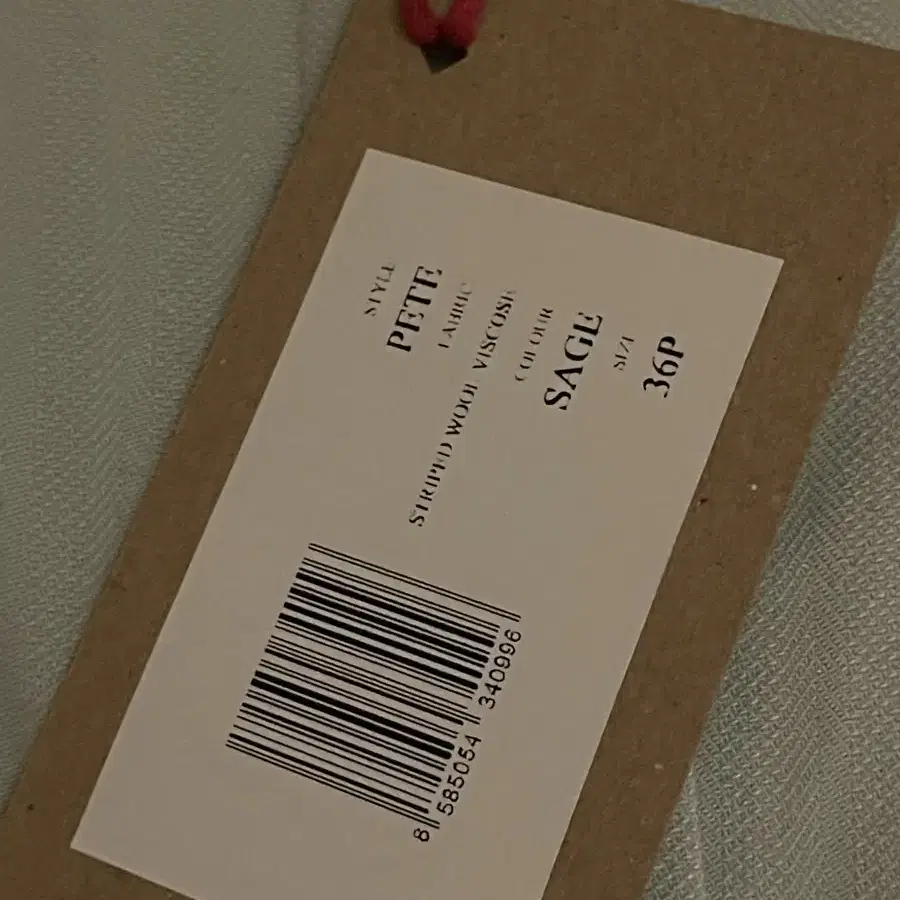 STYLE
PETE
FABRIC
STRIPED WOOL VISCOSE
COLOUR
SAGE
SIZE
36P
8 585054 340996